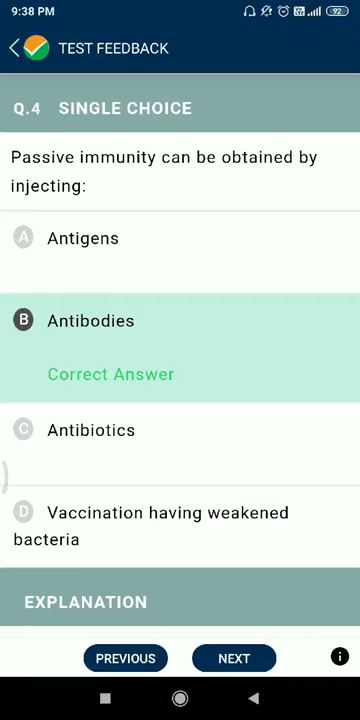 9:38 PM
92
TEST FEEDBACK
Q.4 SINGLE CHOICE
Passive immunity can be obtained by
injecting:
A Antigens
B Antibodies
Correct Answer
C Antibiotics
D Vaccination having weakened
bacteria
EXPLANATION
PREVIOUS NEXT